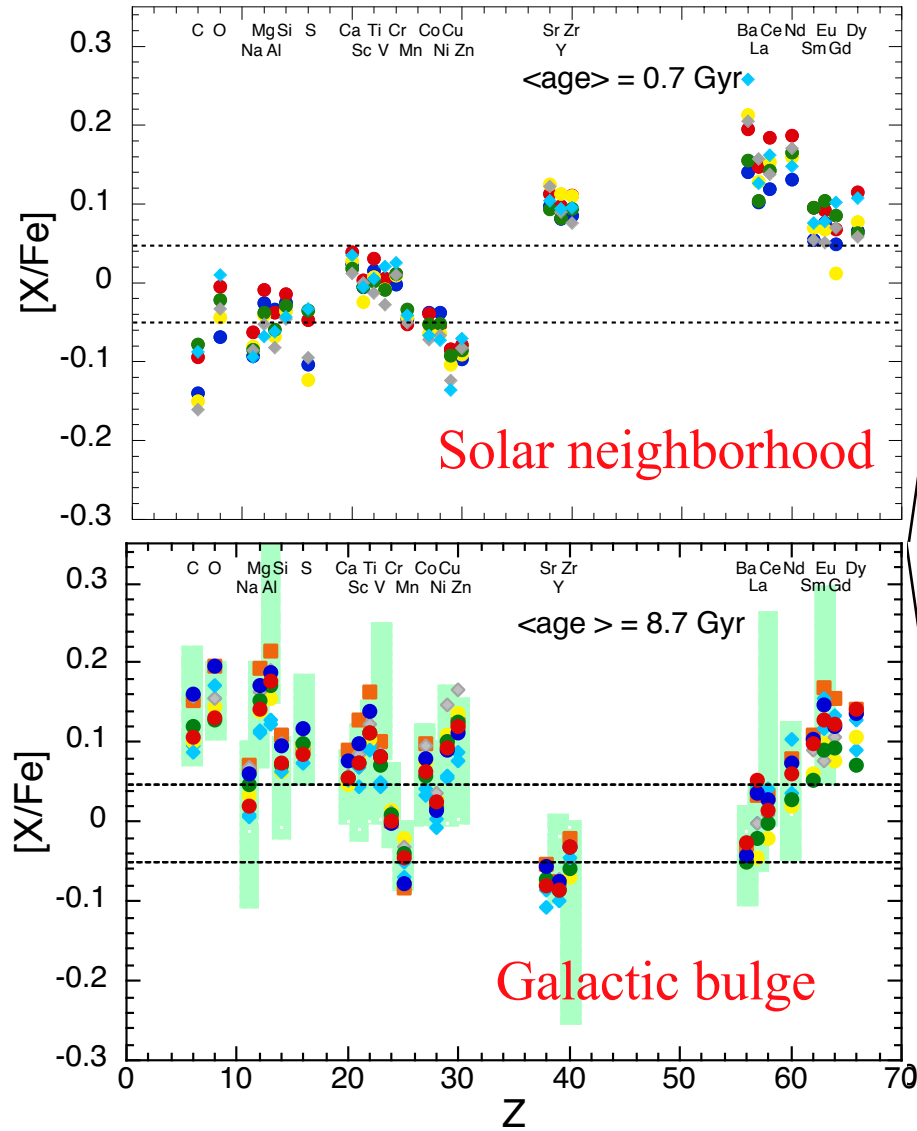 C O MgSi S Ca Ti Cr Co Cu Sr Zr Ba Ce Nd Eu Dy
Na Al Sc V Mn Ni Zn Y La Sm Gd
0.3
0.2
0.1
0
-0.1
-0.2
-0.3
[X/Fe]
<age> = 0.7 Gyr
Solar neighborhood
C O MgSi S Ca Ti Cr Co Cu Sr Zr Ba Ce Nd Eu Dy
Na Al Sc V Mn Ni Zn Y La Sm Gd
0.3
0.2
0.1
0
-0.1
-0.2
-0.3
[X/Fe]
<age > = 8.7 Gyr
Galactic bulge
0 10 20 30 40 50 60 70
Z